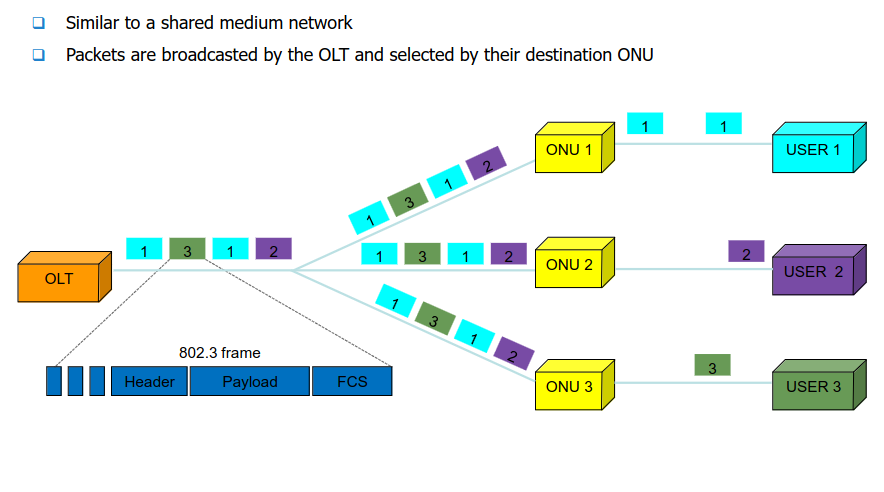 Similar to a shared medium network
Packets are broadcasted by the OLT and selected by their destination ONU
1 1
ONU 1 USER 1
1 3 1 2
1 3 1 2
OLT
1 3 1 2
ONU 2
2
USER  2
1 3 1 2
802.3 frame
Header Payload FCS
3
ONU 3 USER 3